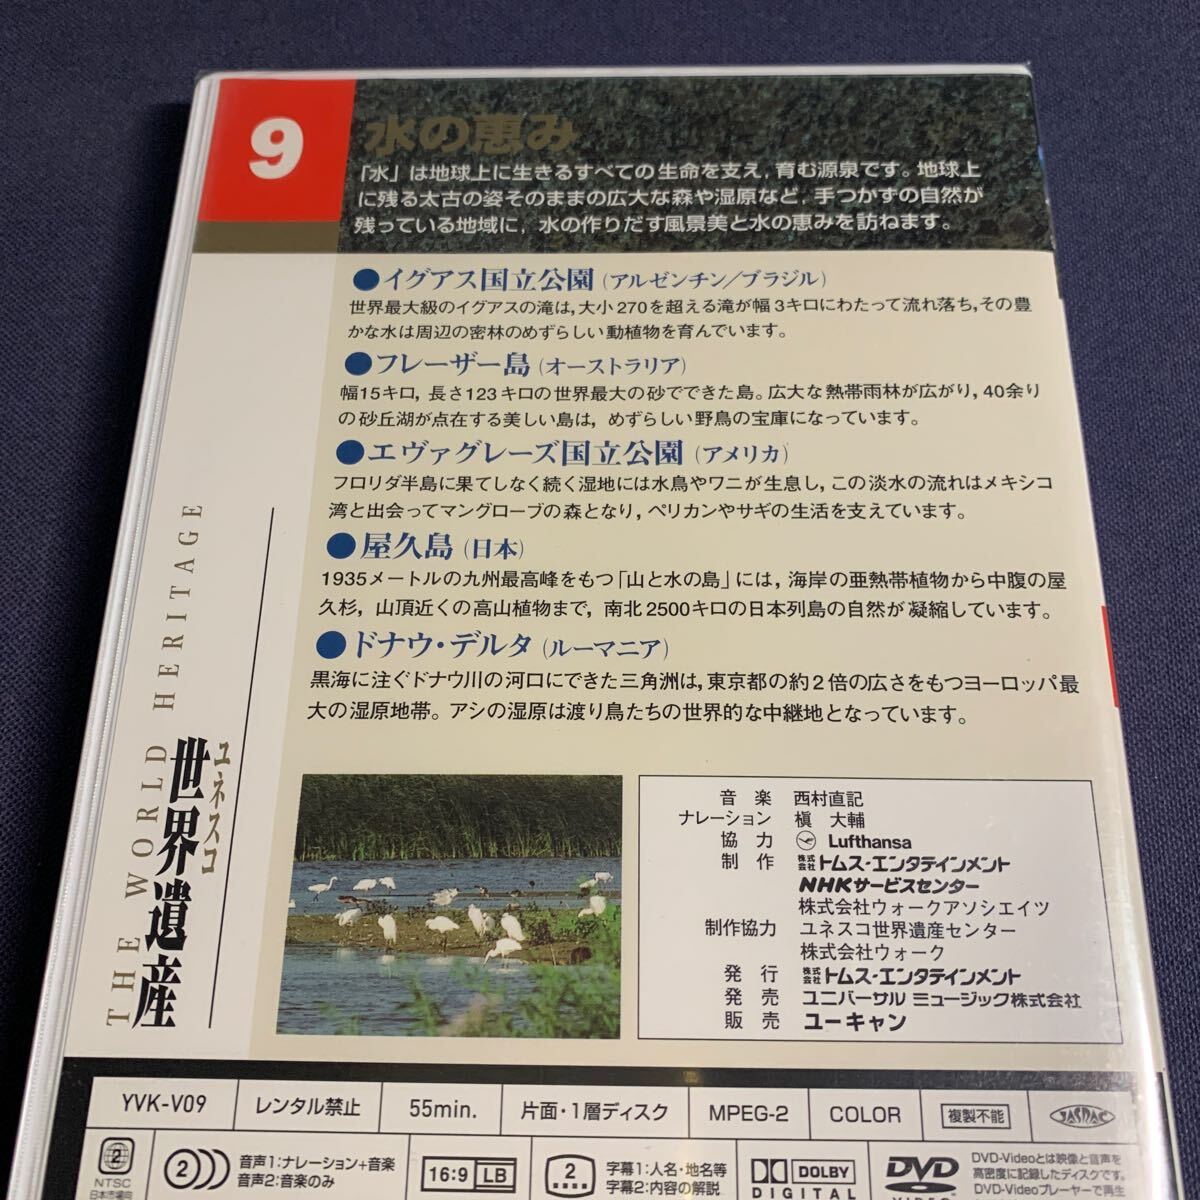 9
水の恵み
「水」は地球上に生きるすべての生命を支え，育む源泉です。地球上
に残る太古の姿そのままの広大な森や湿原など，手つかずの自然が
残っている地域に，水の作りだす風景美と水の恵みを訪ねます。
●イグアス国立公園（アルゼンチン／ブラジル）
世界最大級のイグアスの滝は，大小270を超える滝が幅3キロにわたって流れ落ち，その豊
かな水は周辺の密林のめずらしい動植物を育んでいます。
●フレーザー島（オーストラリア）
幅15キロ，長さ123キロの世界最大の砂でできた島。広大な熱帯雨林が広がり，40余り
の砂丘湖が点在する美しい島は，めずらしい野鳥の宝庫になっています。
●エヴァグレーズ国立公園（アメリカ）
フロリダ半島に果てしなく続く湿地には水鳥やワニが生息し，この淡水の流れはメキシコ
湾と出会ってマングローブの森となり，ペリカンやサギの生活を支えています。
●屋久島（日本）
1935メートルの九州最高峰をもつ「山と水の島」には，海岸の亜熱帯植物から中腹の屋
久杉，山頂近くの高山植物まで，南北2500キロの日本列島の自然が凝縮しています。
●ドナウ・デルタ（ルーマニア）
黒海に注ぐドナウ川の河口にできた三角洲は，東京都の約2倍の広さをもつヨーロッパ最
大の湿原地帯。アシの湿原は渡り鳥たちの世界的な中継地となっています。
THE WORLD HERITAGE
ユネスコ
世界遺産
音楽 西村直記
ナレーション 槇 大輔
協力 Lufthansa
制作 株式会社トムス・エンタテインメント
NHKサービスセンター
株式会社ウォークアソシエイツ
制作協力 ユネスコ世界遺産センター
株式会社ウォーク
発行 株式会社トムス・エンタテインメント
発売 ユニバーサル ミュージック株式会社
販売 ユーキャン
YVK-V09
レンタル禁止
55min.
片面・1層ディスク
MPEG-2
COLOR
複製不能
JASRAC
2
NTSC
日本市場向
2
音声1:ナレーション+音楽
音声2:音楽のみ
16:9 LB
2
字幕1:人名・地名等
字幕2:内容の解説
DOLBY
DIGITAL
DVD
VIDEO
DVD-Videoとは映像と音声を
高密度に記録したディスクです。
DVD-Videoプレーヤーで再生